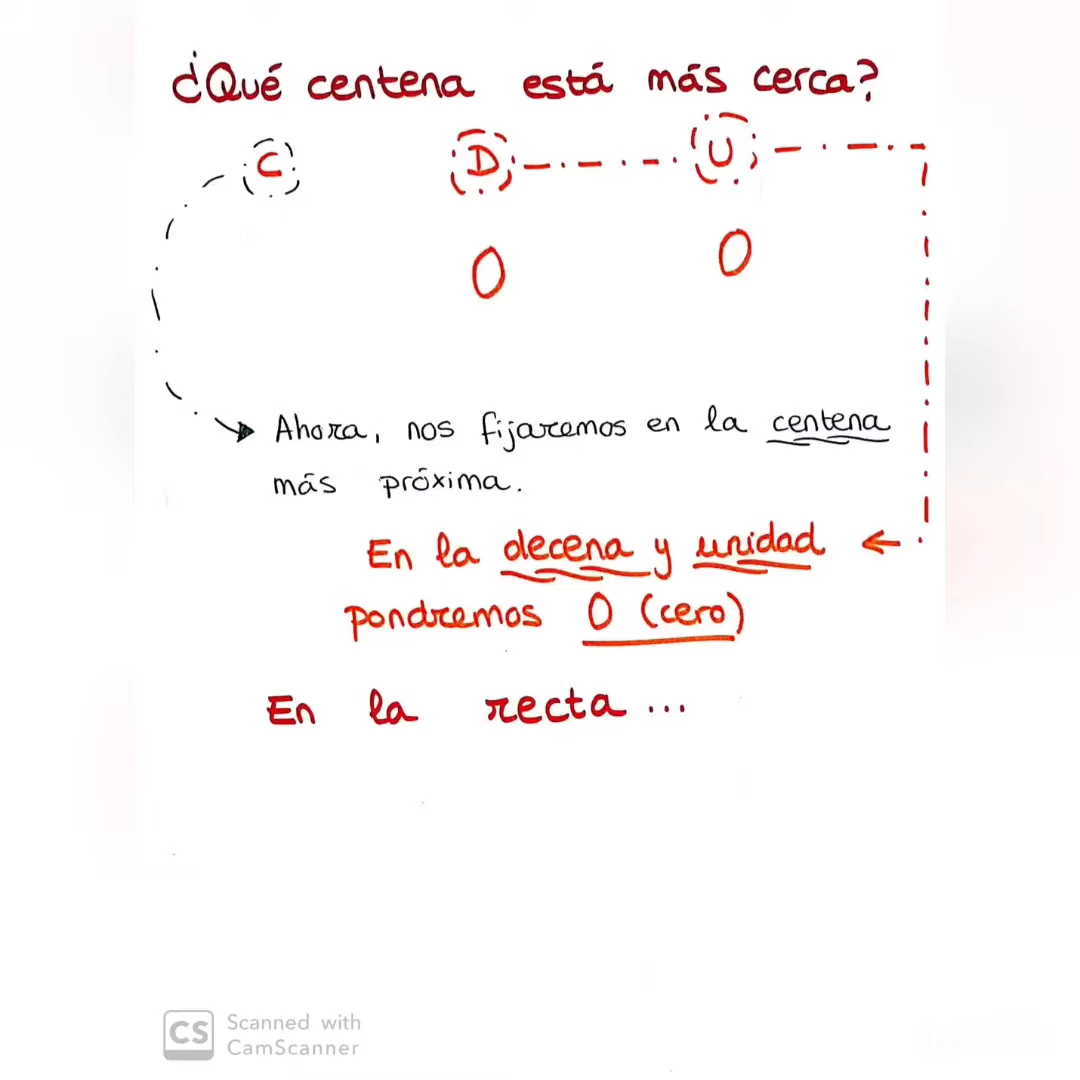 ¿Qué centena está más cerca?
C D U
0 0
Ahora, nos fijaremos en la centena
más próxima.
En la decena y unidad
pondremos 0 (cero)
En la recta...
CS Scanned with
CamScanner